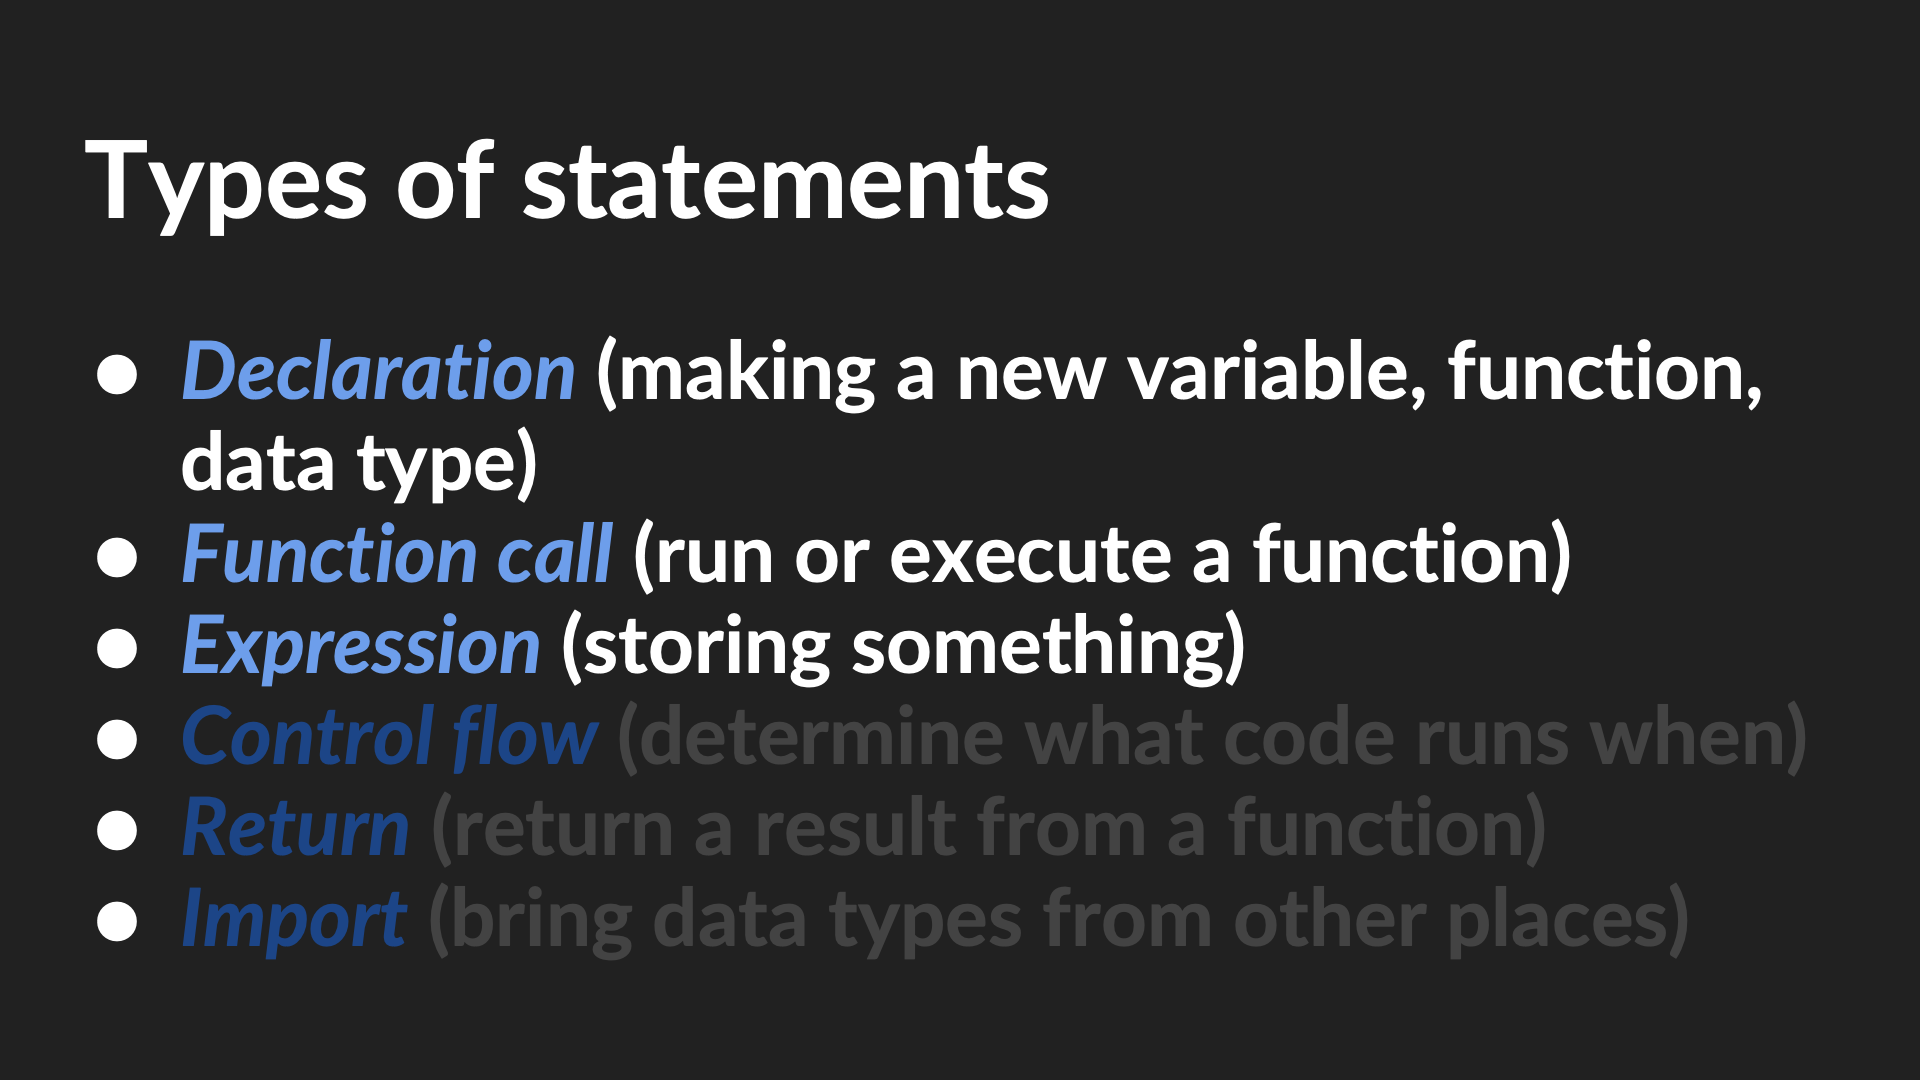 Types of statements
● Declaration (making a new variable, function,
data type)
● Function call (run or execute a function)
● Expression (storing something)
● Control flow (determine what code runs when)
● Return (return a result from a function)
● Import (bring data types from other places)